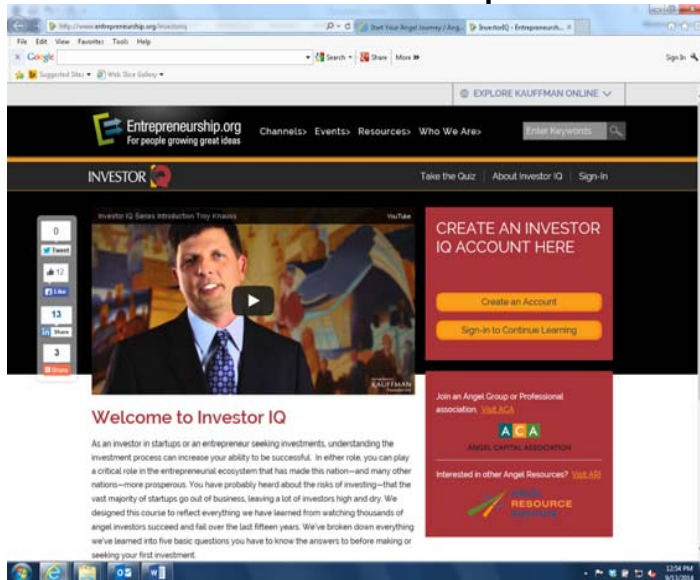 http://www.entrepreneurship.org/investoriq
Start Your Angel Journey / Ang...
InvestorIQ - Entrepreneursh...
File Edit View Favorites Tools Help
x Google Search Share More » Sign In
Suggested Sites Web Slice Gallery
EXPLORE KAUFFMAN ONLINE
Entrepreneurship.org
For people growing great ideas
Channels> Events> Resources> Who We Are>
Enter Keywords
INVESTOR IQ
Take the Quiz | About Investor IQ | Sign-In
0
Tweet
12
Like
13
in Share
3
Share
Investor IQ Series Introduction Troy Knauss
YouTube
KAUFFMAN
CREATE AN INVESTOR
IQ ACCOUNT HERE
Create an Account
Sign-in to Continue Learning
Join an Angel Group or Professional
association. Visit ACA
ACA
ANGEL CAPITAL ASSOCIATION
Interested in other Angel Resources? Visit ARI
ANGEL
RESOURCE
INSTITUTE
Welcome to Investor IQ
As an investor in startups or an entrepreneur seeking investments, understanding the
investment process can increase your ability to be successful. In either role, you can play
a critical role in the entrepreneurial ecosystem that has made this nation—and many other
nations—more prosperous. You have probably heard about the risks of investing—that the
vast majority of startups go out of business, leaving a lot of investors high and dry. We
designed this course to reflect everything we have learned from watching thousands of
angel investors succeed and fail over the last fifteen years. We've broken down everything
we've learned into five basic questions you have to know the answers to before making or
seeking your first investment.
12:54 PM